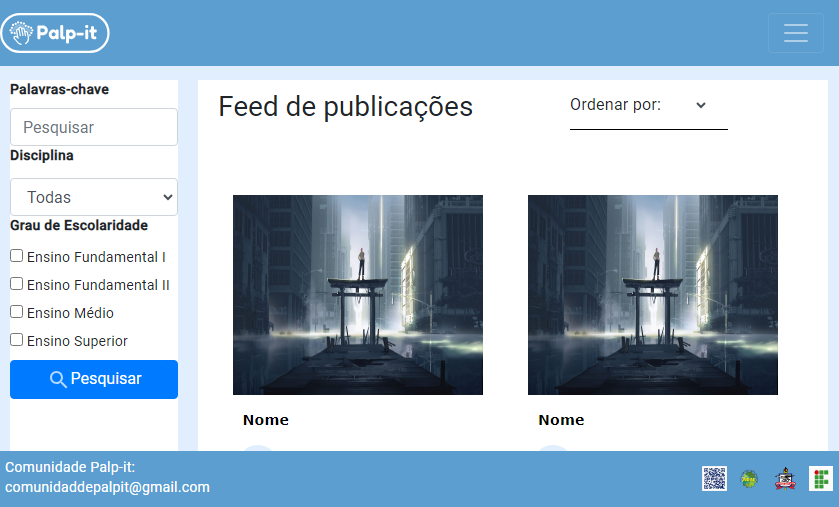 Palp-it
Palavras-chave
Pesquisar
Disciplina
Todas
Grau de Escolaridade
Ensino Fundamental I
Ensino Fundamental II
Ensino Médio
Ensino Superior
Pesquisar
Feed de publicações
Ordenar por:
Nome
Nome
Comunidade Palp-it:
comunidaddepalpit@gmail.com